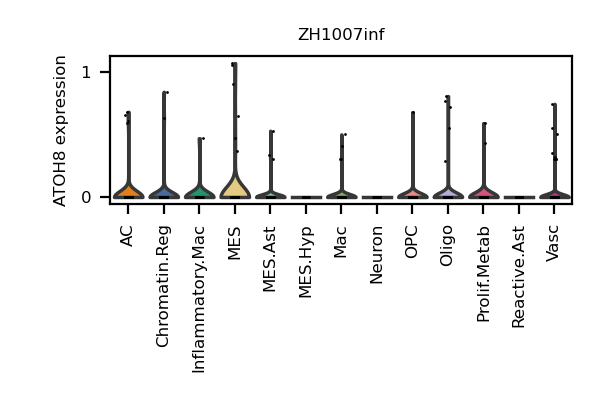 ZH1007inf
ATOH8 expression
1
0
AC
Chromatin.Reg
Inflammatory.Mac
MES
MES.Ast
MES.Hyp
Mac
Neuron
OPC
Oligo
Prolif.Metab
Reactive.Ast
Vasc